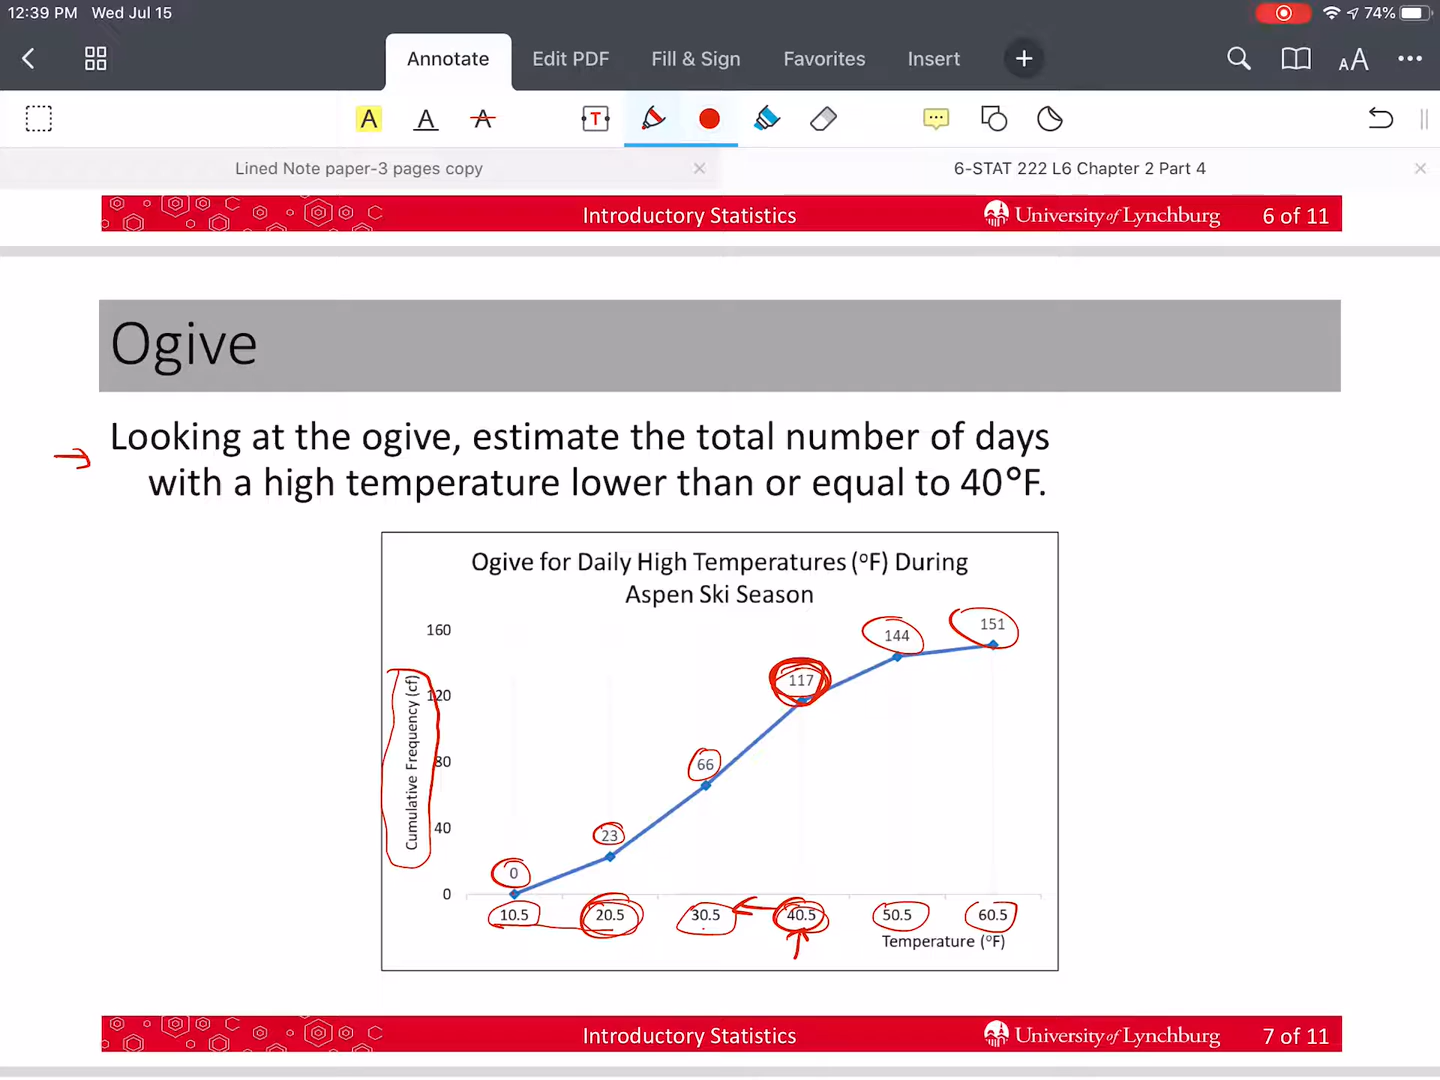 12:39 PM Wed Jul 15
74%
Annotate
Edit PDF
Fill & Sign
Favorites
Insert
AA
A A A T
Lined Note paper-3 pages copy
6-STAT 222 L6 Chapter 2 Part 4
Introductory Statistics
University of Lynchburg
6 of 11
Ogive
Looking at the ogive, estimate the total number of days
with a high temperature lower than or equal to 40°F.
Ogive for Daily High Temperatures (°F) During
Aspen Ski Season
Cumulative Frequency (cf)
160
120
80
40
0
0
23
66
117
144
151
10.5 20.5 30.5 40.5 50.5 60.5
Temperature (°F)
Introductory Statistics
University of Lynchburg
7 of 11